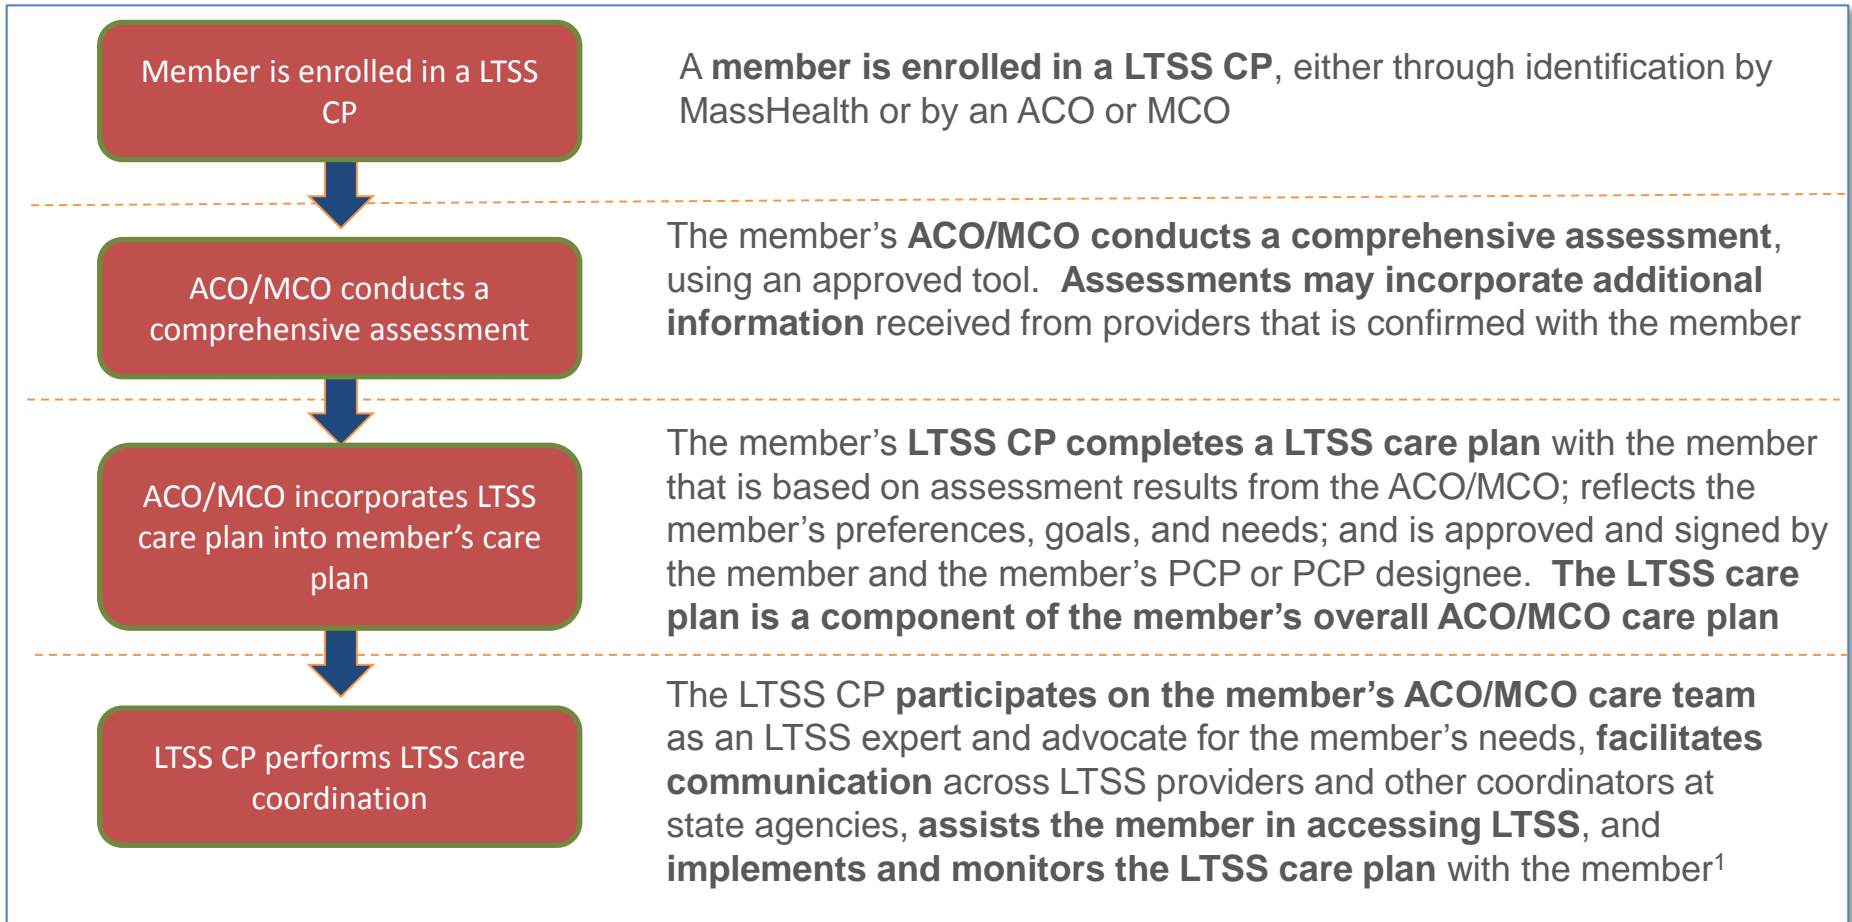 Member is enrolled in a LTSS
CP
A member is enrolled in a LTSS CP, either through identification by
MassHealth or by an ACO or MCO
ACO/MCO conducts a
comprehensive assessment
The member’s ACO/MCO conducts a comprehensive assessment,
using an approved tool.  Assessments may incorporate additional
information received from providers that is confirmed with the member
ACO/MCO incorporates LTSS
care plan into member’s care
plan
The member’s LTSS CP completes a LTSS care plan with the member
that is based on assessment results from the ACO/MCO; reflects the
member’s preferences, goals, and needs; and is approved and signed by
the member and the member’s PCP or PCP designee.  The LTSS care
plan is a component of the member’s overall ACO/MCO care plan
LTSS CP performs LTSS care
coordination
The LTSS CP participates on the member’s ACO/MCO care team
as an LTSS expert and advocate for the member’s needs, facilitates
communication across LTSS providers and other coordinators at
state agencies, assists the member in accessing LTSS, and
implements and monitors the LTSS care plan with the member¹